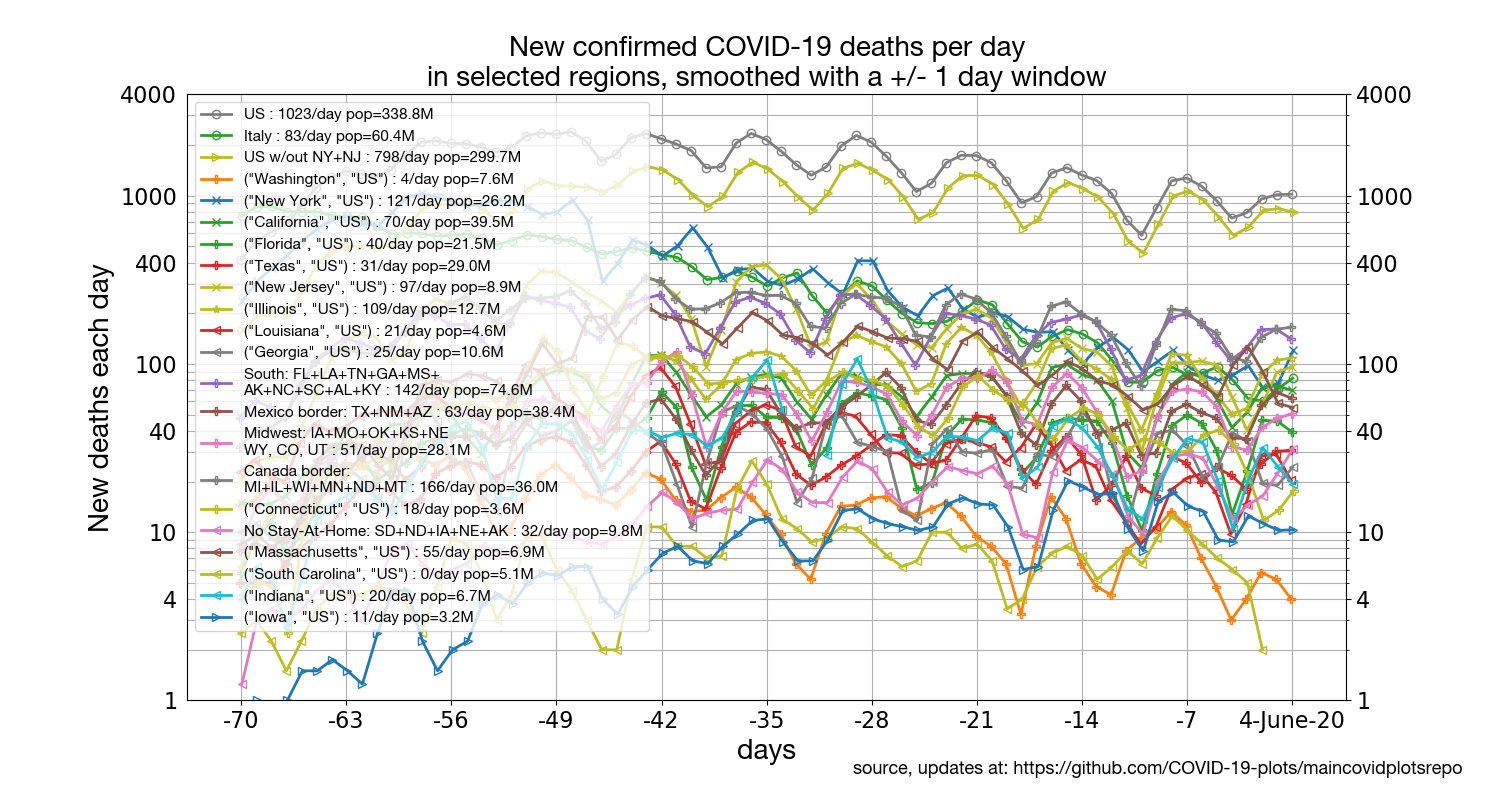 New confirmed COVID-19 deaths per day
in selected regions, smoothed with a +/- 1 day window
4000
1000
400
100
40
10
4
1
New deaths each day
US : 1023/day pop=338.8M
Italy : 83/day pop=60.4M
US w/out NY+NJ : 798/day pop=299.7M
("Washington", "US") : 4/day pop=7.6M
("New York", "US") : 121/day pop=26.2M
("California", "US") : 70/day pop=39.5M
("Florida", "US") : 40/day pop=21.5M
("Texas", "US") : 31/day pop=29.0M
("New Jersey", "US") : 97/day pop=8.9M
("Illinois", "US") : 109/day pop=12.7M
("Louisiana", "US") : 21/day pop=4.6M
("Georgia", "US") : 25/day pop=10.6M
South: FL+LA+TN+GA+MS+
AK+NC+SC+AL+KY : 142/day pop=74.6M
Mexico border: TX+NM+AZ : 63/day pop=38.4M
Midwest: IA+MO+OK+KS+NE
WY, CO, UT : 51/day pop=28.1M
Canada border:
MI+IL+WI+MN+ND+MT : 166/day pop=36.0M
("Connecticut", "US") : 18/day pop=3.6M
No Stay-At-Home: SD+ND+IA+NE+AK : 32/day pop=9.8M
("Massachusetts", "US") : 55/day pop=6.9M
("South Carolina", "US") : 0/day pop=5.1M
("Indiana", "US") : 20/day pop=6.7M
("Iowa", "US") : 11/day pop=3.2M
4000
1000
400
100
40
10
4
1
-70 -63 -56 -49 -42 -35 -28 -21 -14 -7 4-June-20
days
source, updates at: https://github.com/COVID-19-plots/maincovidplotsrepo